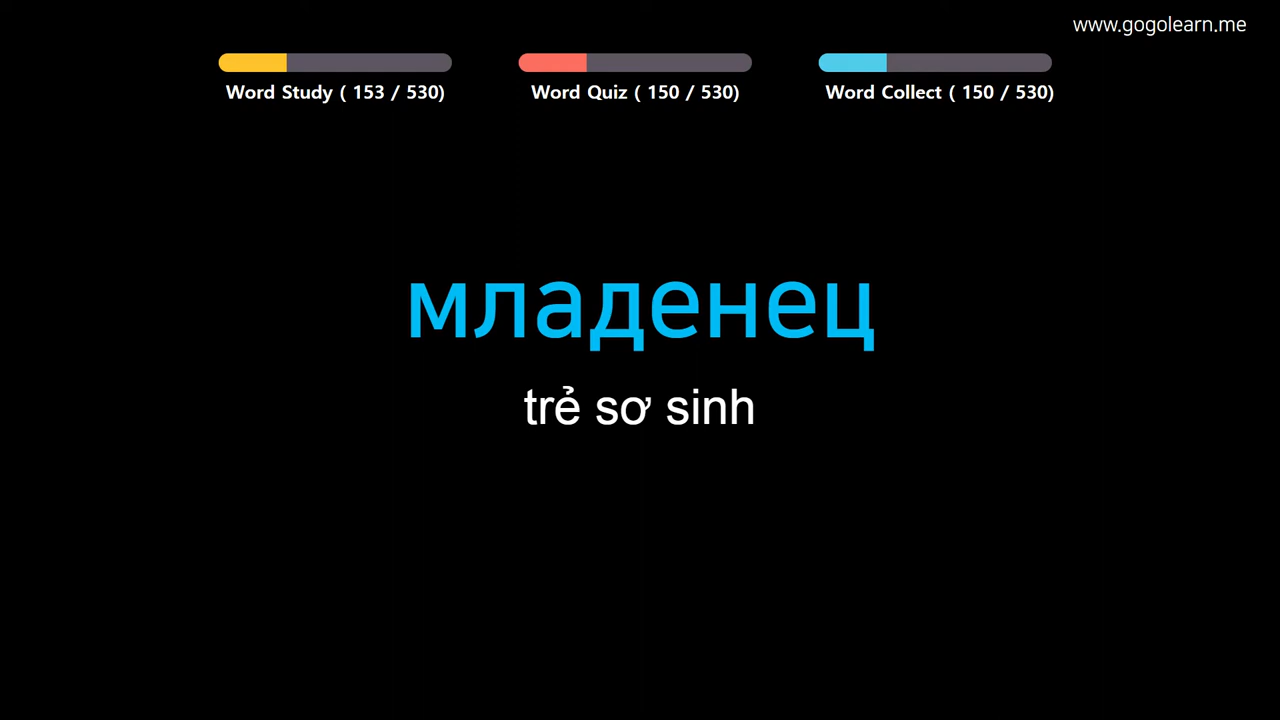 www.gogolearn.me
Word Study ( 153 / 530)
Word Quiz ( 150 / 530)
Word Collect ( 150 / 530)
младенец
trẻ sơ sinh